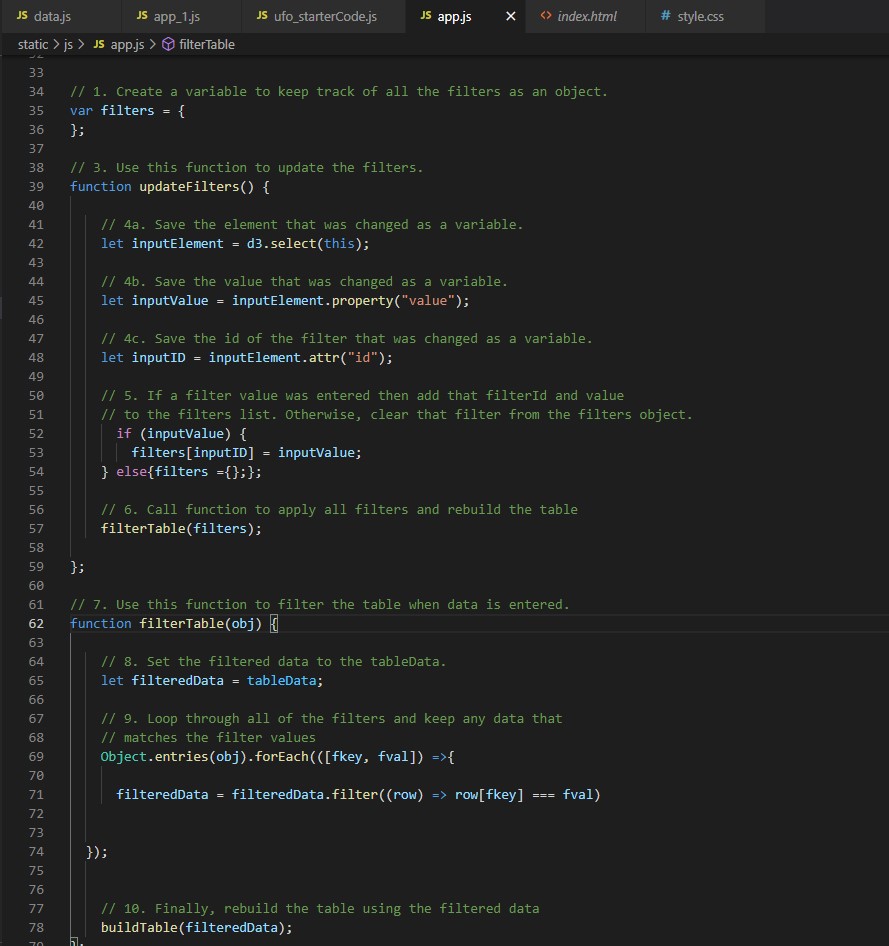 JS data.js JS app_1.js JS ufo_starterCode.js JS app.js × <> index.html # style.css
static > js > JS app.js > filterTable
32
33
34 // 1. Create a variable to keep track of all the filters as an object.
35 var filters = {
36 };
37
38 // 3. Use this function to update the filters.
39 function updateFilters() {
40
41 // 4a. Save the element that was changed as a variable.
42 let inputElement = d3.select(this);
43
44 // 4b. Save the value that was changed as a variable.
45 let inputValue = inputElement.property("value");
46
47 // 4c. Save the id of the filter that was changed as a variable.
48 let inputID = inputElement.attr("id");
49
50 // 5. If a filter value was entered then add that filterId and value
51 // to the filters list. Otherwise, clear that filter from the filters object.
52 if (inputValue) {
53 filters[inputID] = inputValue;
54 } else{filters ={};};
55
56 // 6. Call function to apply all filters and rebuild the table
57 filterTable(filters);
58
59 };
60
61 // 7. Use this function to filter the table when data is entered.
62 function filterTable(obj) {
63
64 // 8. Set the filtered data to the tableData.
65 let filteredData = tableData;
66
67 // 9. Loop through all of the filters and keep any data that
68 // matches the filter values
69 Object.entries(obj).forEach(([fkey, fval]) =>{
70
71 filteredData = filteredData.filter((row) => row[fkey] === fval)
72
73
74 });
75
76
77 // 10. Finally, rebuild the table using the filtered data
78 buildTable(filteredData);
79 };